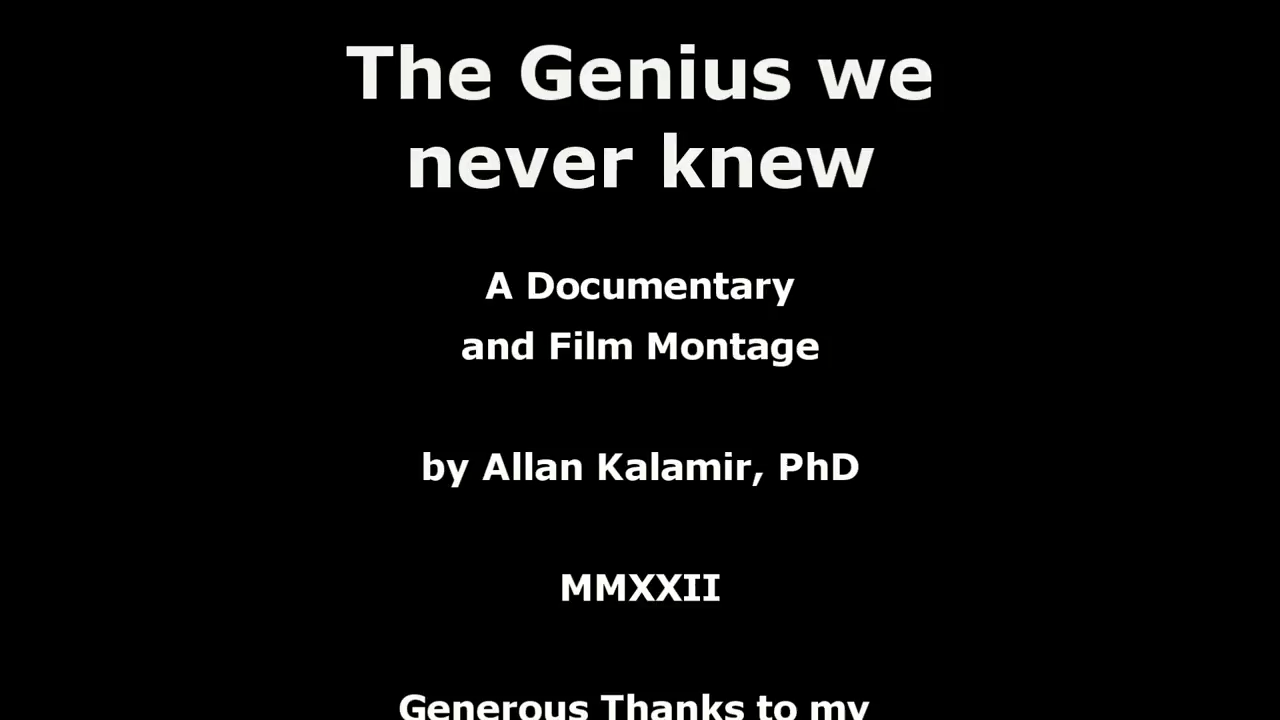 The Genius we
never knew
A Documentary
and Film Montage
by Allan Kalamir, PhD
MMXXII
Generous Thanks to my